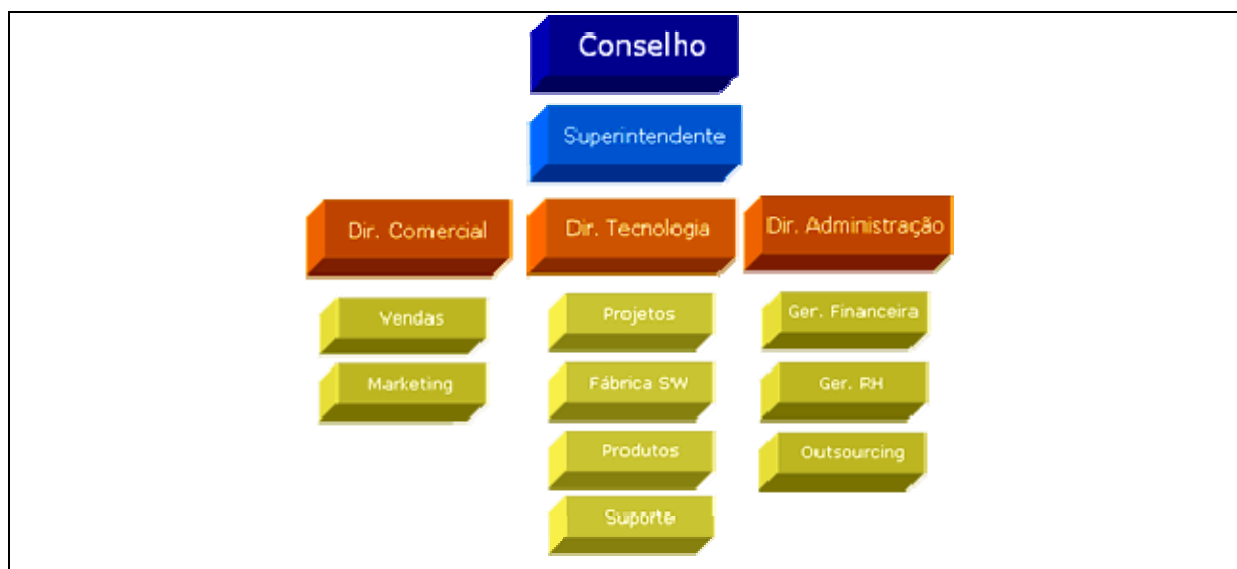 Conselho
Superintendente
Dir. Comercial
Dir. Tecnologia
Dir. Administração
Vendas
Projetos
Ger. Financeira
Marketing
Fábrica SW
Ger. RH
Produtos
Outsourcing
Suporte